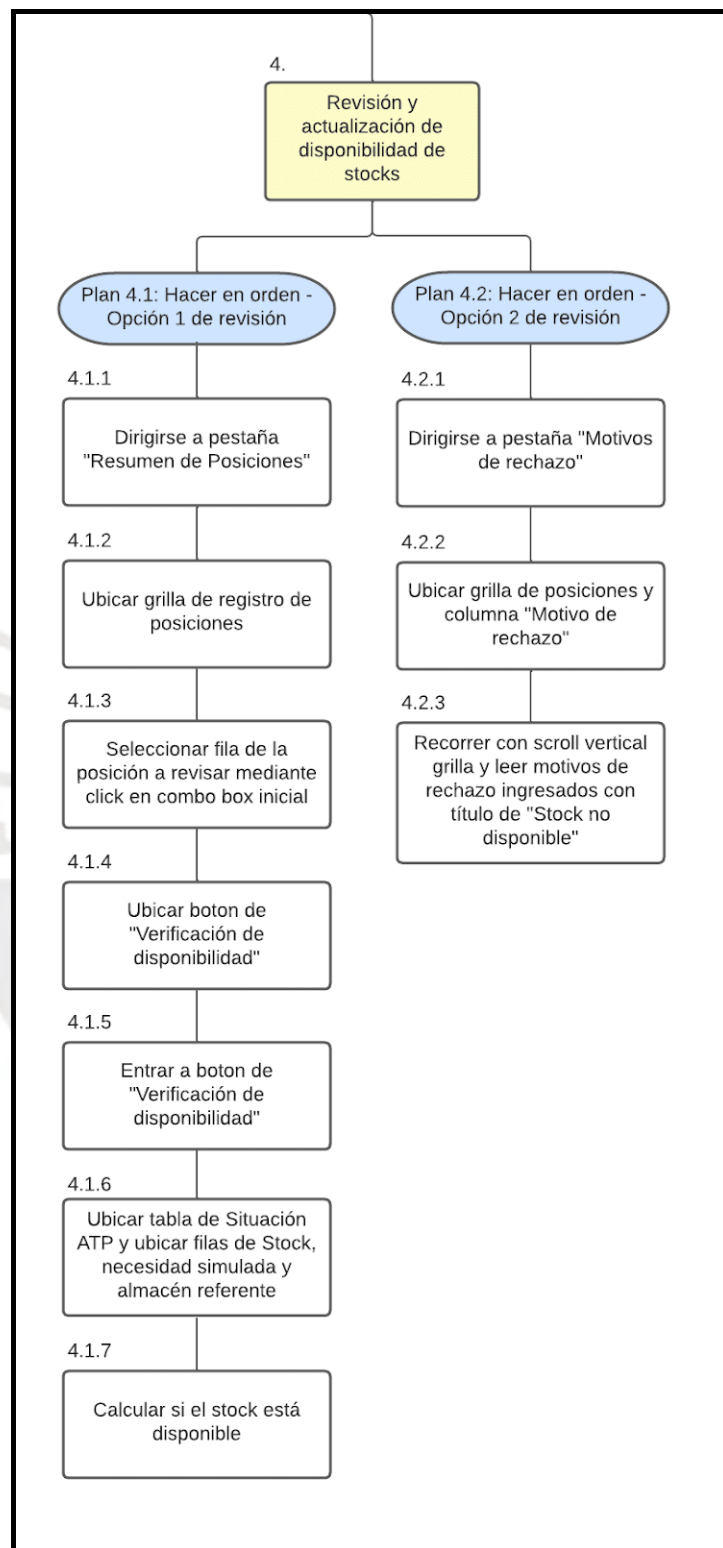 4.
Revisión y
actualización de
disponibilidad de
stocks
Plan 4.1: Hacer en orden -
Opción 1 de revisión
4.1.1
Dirigirse a pestaña
"Resumen de Posiciones"
4.1.2
Ubicar grilla de registro de
posiciones
4.1.3
Seleccionar fila de la
posición a revisar mediante
click en combo box inicial
4.1.4
Ubicar boton de
"Verificación de
disponibilidad"
4.1.5
Entrar a boton de
"Verificación de
disponibilidad"
4.1.6
Ubicar tabla de Situación
ATP y ubicar filas de Stock,
necesidad simulada y
almacén referente
4.1.7
Calcular si el stock está
disponible
Plan 4.2: Hacer en orden -
Opción 2 de revisión
4.2.1
Dirigirse a pestaña "Motivos
de rechazo"
4.2.2
Ubicar grilla de posiciones y
columna "Motivo de
rechazo"
4.2.3
Recorrer con scroll vertical
grilla y leer motivos de
rechazo ingresados con
título de "Stock no
disponible"